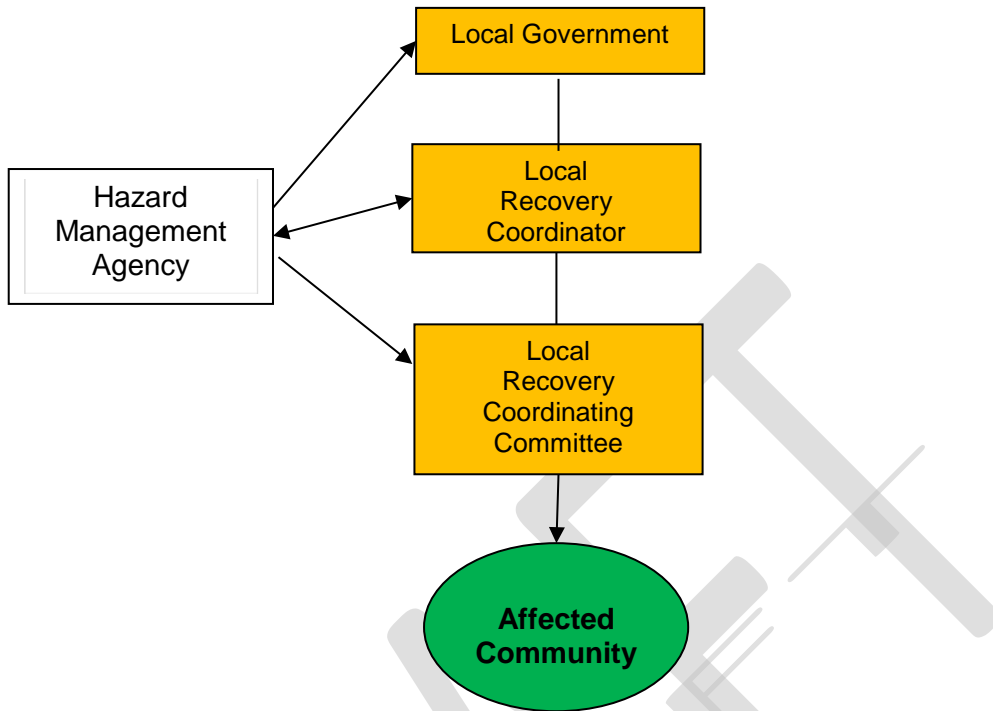 Local Government
Local
Recovery
Coordinator
Hazard
Management
Agency
Local
Recovery
Coordinating
Committee
Affected
Community